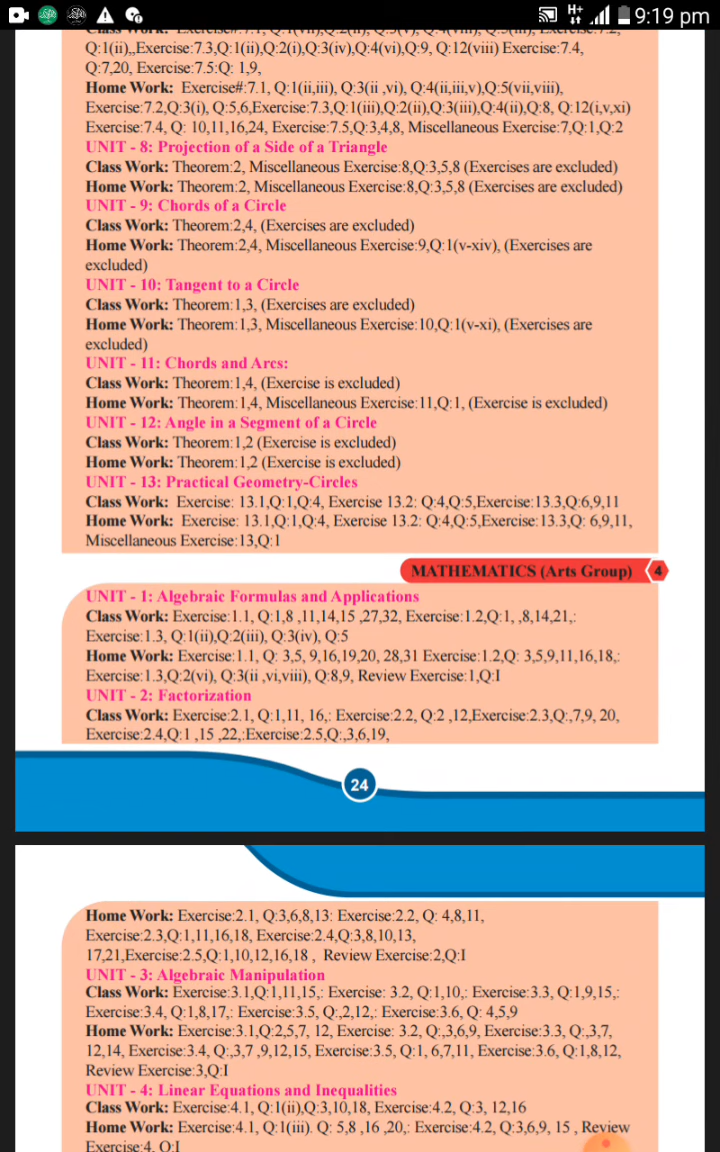 9:19 pm
Q:1(ii),,Exercise:7.3,Q:1(ii),Q:2(i),Q:3(iv),Q:4(vi),Q:9, Q:12(viii) Exercise:7.4,
Q:7,20, Exercise:7.5:Q: 1,9,
Home Work: Exercise#:7.1, Q:1(ii,iii), Q:3(ii ,vi), Q:4(ii,iii,v),Q:5(vii,viii),
Exercise:7.2,Q:3(i), Q:5,6,Exercise:7.3,Q:1(iii),Q:2(ii),Q:3(iii),Q:4(ii),Q:8, Q:12(i,v,xi)
Exercise:7.4, Q: 10,11,16,24, Exercise:7.5,Q:3,4,8, Miscellaneous Exercise:7,Q:1,Q:2
UNIT - 8: Projection of a Side of a Triangle
Class Work: Theorem:2, Miscellaneous Exercise:8,Q:3,5,8 (Exercises are excluded)
Home Work: Theorem:2, Miscellaneous Exercise:8,Q:3,5,8 (Exercises are excluded)
UNIT - 9: Chords of a Circle
Class Work: Theorem:2,4, (Exercises are excluded)
Home Work: Theorem:2,4, Miscellaneous Exercise:9,Q:1(v-xiv), (Exercises are
excluded)
UNIT - 10: Tangent to a Circle
Class Work: Theorem:1,3, (Exercises are excluded)
Home Work: Theorem:1,3, Miscellaneous Exercise:10,Q:1(v-xi), (Exercises are
excluded)
UNIT - 11: Chords and Arcs:
Class Work: Theorem:1,4, (Exercise is excluded)
Home Work: Theorem:1,4, Miscellaneous Exercise:11,Q:1, (Exercise is excluded)
UNIT - 12: Angle in a Segment of a Circle
Class Work: Theorem:1,2 (Exercise is excluded)
Home Work: Theorem:1,2 (Exercise is excluded)
UNIT - 13: Practical Geometry-Circles
Class Work: Exercise: 13.1,Q:1,Q:4, Exercise 13.2: Q:4,Q:5,Exercise:13.3,Q:6,9,11
Home Work: Exercise: 13.1,Q:1,Q:4, Exercise 13.2: Q:4,Q:5,Exercise:13.3,Q: 6,9,11,
Miscellaneous Exercise:13,Q:1
MATHEMATICS (Arts Group) 4
UNIT - 1: Algebraic Formulas and Applications
Class Work: Exercise:1.1, Q:1,8 ,11,14,15 ,27,32, Exercise:1.2,Q:1, ,8,14,21,:
Exercise:1.3, Q:1(ii),Q:2(iii), Q:3(iv), Q:5
Home Work: Exercise:1.1, Q: 3,5, 9,16,19,20, 28,31 Exercise:1.2,Q: 3,5,9,11,16,18,:
Exercise:1.3,Q:2(vi), Q:3(ii ,vi,viii), Q:8,9, Review Exercise:1,Q:I
UNIT - 2: Factorization
Class Work: Exercise:2.1, Q:1,11, 16,: Exercise:2.2, Q:2 ,12,Exercise:2.3,Q:,7,9, 20,
Exercise:2.4,Q:1 ,15 ,22,:Exercise:2.5,Q:,3,6,19,
24
Home Work: Exercise:2.1, Q:3,6,8,13: Exercise:2.2, Q: 4,8,11,
Exercise:2.3,Q:1,11,16,18, Exercise:2.4,Q:3,8,10,13,
17,21,Exercise:2.5,Q:1,10,12,16,18 , Review Exercise:2,Q:I
UNIT - 3: Algebraic Manipulation
Class Work: Exercise:3.1,Q:1,11,15,: Exercise: 3.2, Q:1,10,: Exercise:3.3, Q:1,9,15,:
Exercise:3.4, Q:1,8,17,: Exercise:3.5, Q:,2,12,: Exercise:3.6, Q: 4,5,9
Home Work: Exercise:3.1,Q:2,5,7, 12, Exercise: 3.2, Q:,3,6,9, Exercise:3.3, Q:,3,7,
12,14, Exercise:3.4, Q:,3,7 ,9,12,15, Exercise:3.5, Q:1, 6,7,11, Exercise:3.6, Q:1,8,12,
Review Exercise:3,Q:I
UNIT - 4: Linear Equations and Inequalities
Class Work: Exercise:4.1, Q:1(ii),Q:3,10,18, Exercise:4.2, Q:3, 12,16
Home Work: Exercise:4.1, Q:1(iii). Q: 5,8 ,16 ,20,: Exercise:4.2, Q:3,6,9, 15 , Review
Exercise:4, Q:I